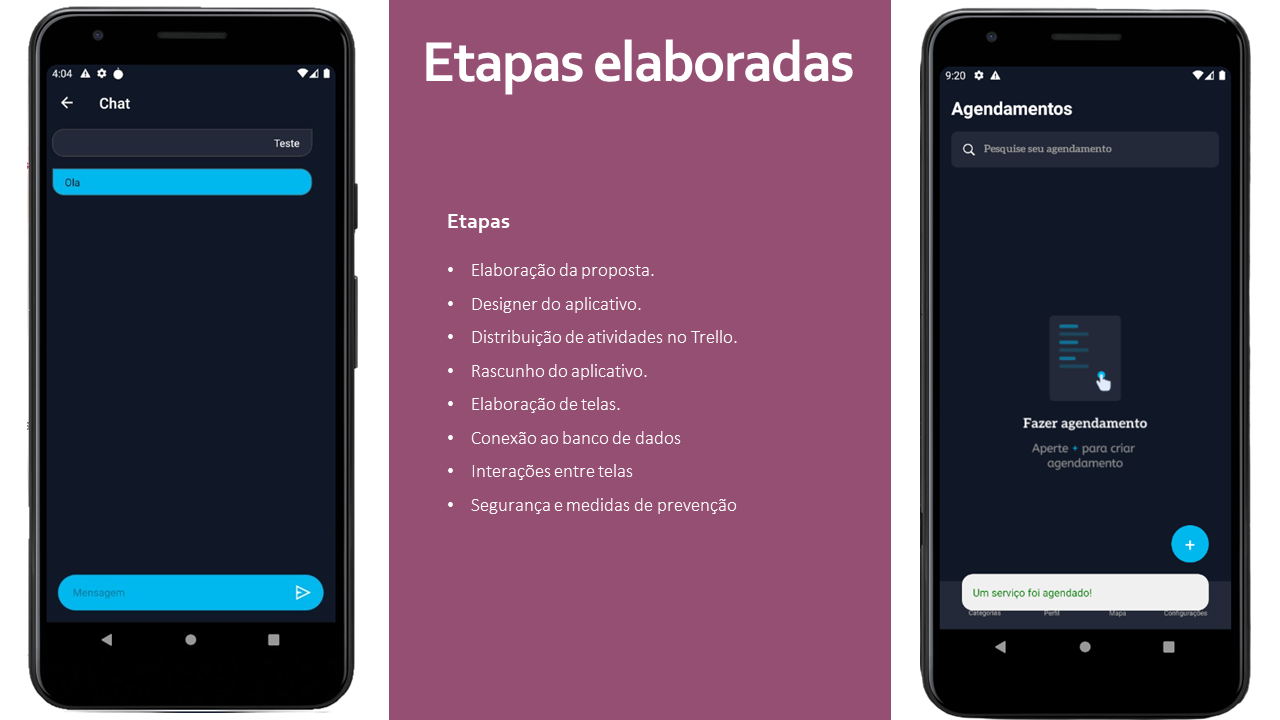 4:04
Chat
Teste
Ola
Mensagem
Etapas elaboradas
Etapas
• Elaboração da proposta.
• Designer do aplicativo.
• Distribuição de atividades no Trello.
• Rascunho do aplicativo.
• Elaboração de telas.
• Conexão ao banco de dados
• Interações entre telas
• Segurança e medidas de prevenção
9:20
Agendamentos
Pesquise seu agendamento
Fazer agendamento
Aperte + para criar
agendamento
+
Um serviço foi agendado!
Categorias Perfil Mapa Configurações